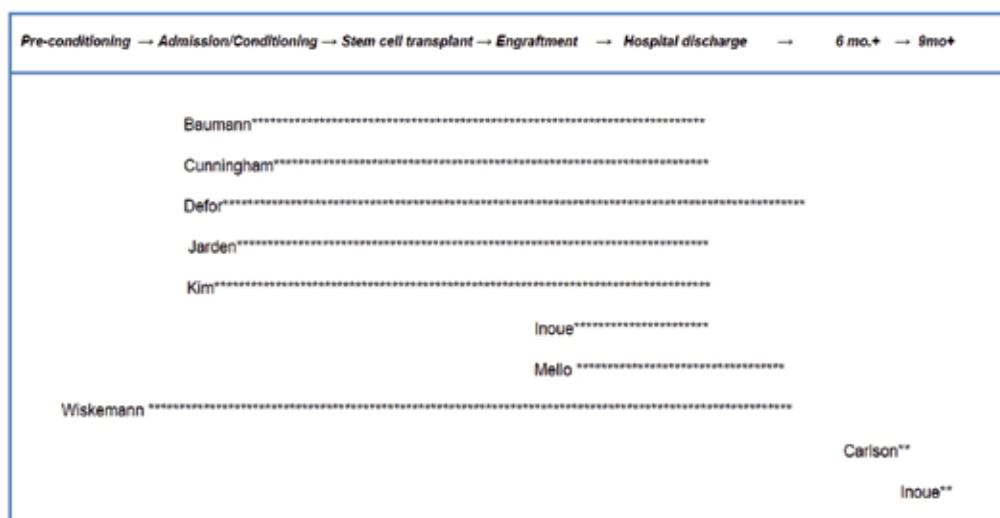 Pre-conditioning → Admission/Conditioning → Stem cell transplant → Engraftment → Hospital discharge → 6 mo.+ → 9mo+
Baumann***************************************************************************
Cunningham************************************************************************
Defor*************************************************************************************************
Jarden******************************************************************************
Kim**********************************************************************************
Inoue**********************
Mello **********************************
Wiskemann **********************************************************************************************************
Carlson**
Inoue**